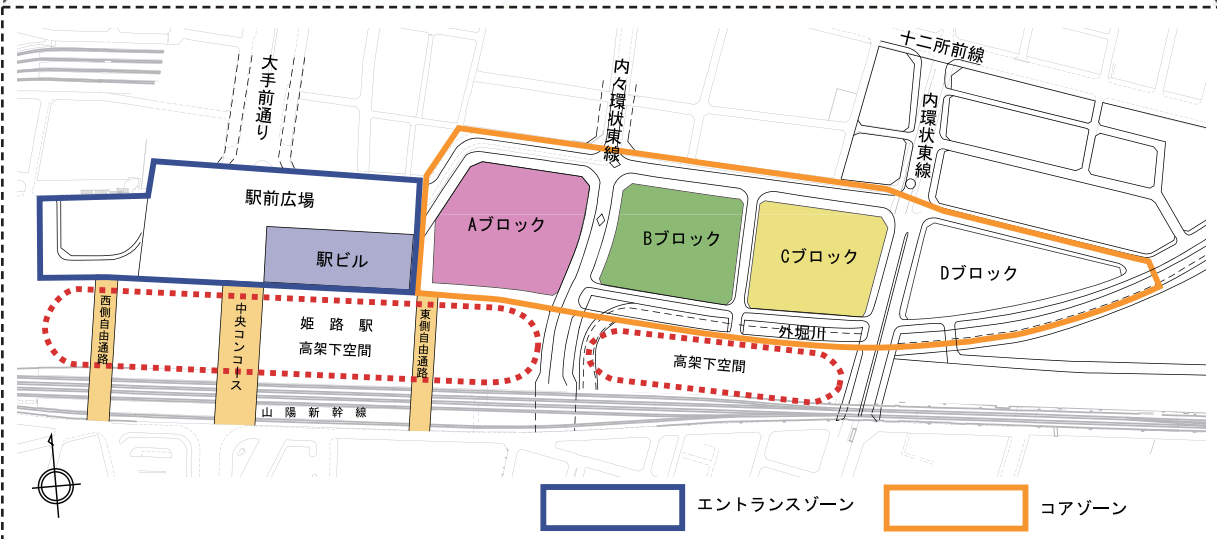 十二所前線
大手前通り
内々環状東線
内環状東線
駅前広場
駅ビル
Aブロック
Bブロック
Cブロック
Dブロック
西側自由通路
中央コンコース
姫路駅
高架下空間
東側自由通路
外堀川
高架下空間
山陽新幹線
エントランスゾーン
コアゾーン